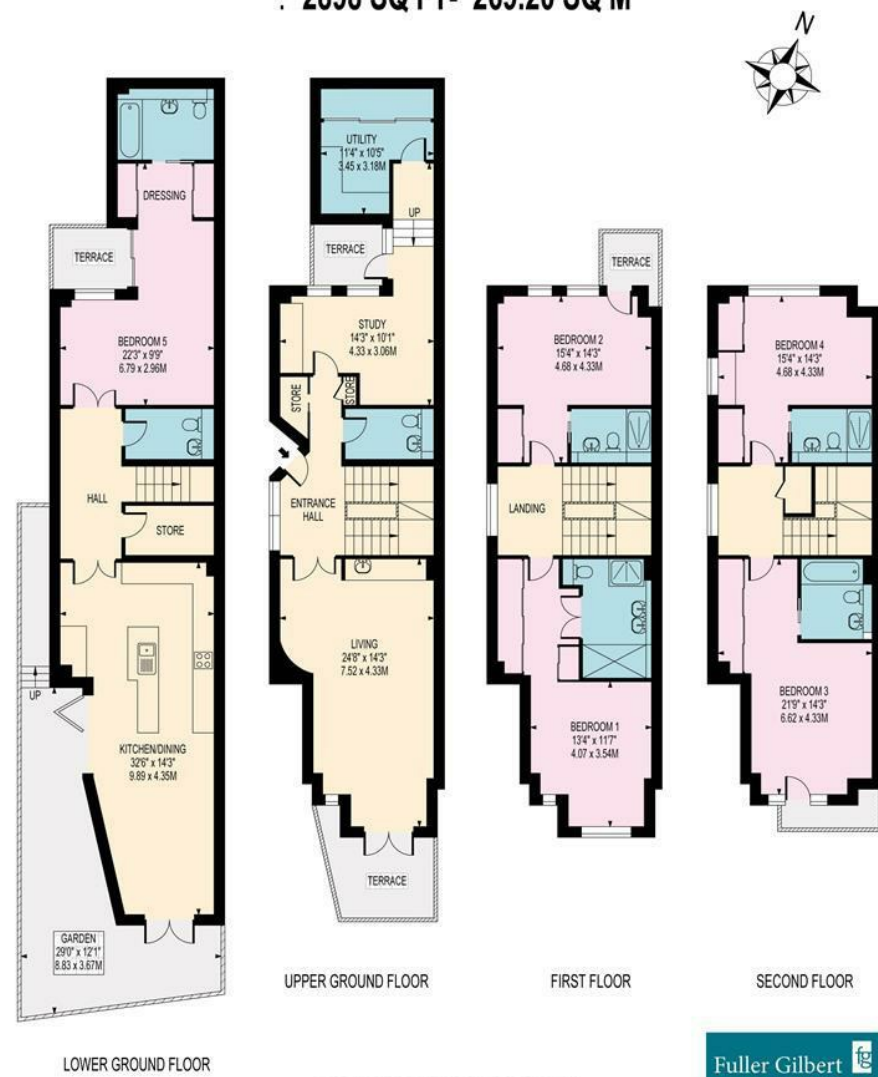 N
UTILITY
11'4" x 10'5"
3.45 x 3.18M
DRESSING
UP
TERRACE
TERRACE
TERRACE
BEDROOM 5
22'3" x 9'9"
6.79 x 2.96M
STUDY
14'3" x 10'1"
4.33 x 3.06M
BEDROOM 2
15'4" x 14'3"
4.68 x 4.33M
BEDROOM 4
15'4" x 14'3"
4.68 x 4.33M
STORE
STORE
HALL
STORE
ENTRANCE
HALL
LANDING
LIVING
24'8" x 14'3"
7.52 x 4.33M
UP
KITCHEN/DINING
32'6" x 14'3"
9.89 x 4.35M
BEDROOM 1
13'4" x 11'7"
4.07 x 3.54M
BEDROOM 3
21'9" x 14'3"
6.62 x 4.33M
TERRACE
GARDEN
29'0" x 12'1"
8.83 x 3.67M
UPPER GROUND FLOOR
FIRST FLOOR
SECOND FLOOR
LOWER GROUND FLOOR
Fuller Gilbert fg